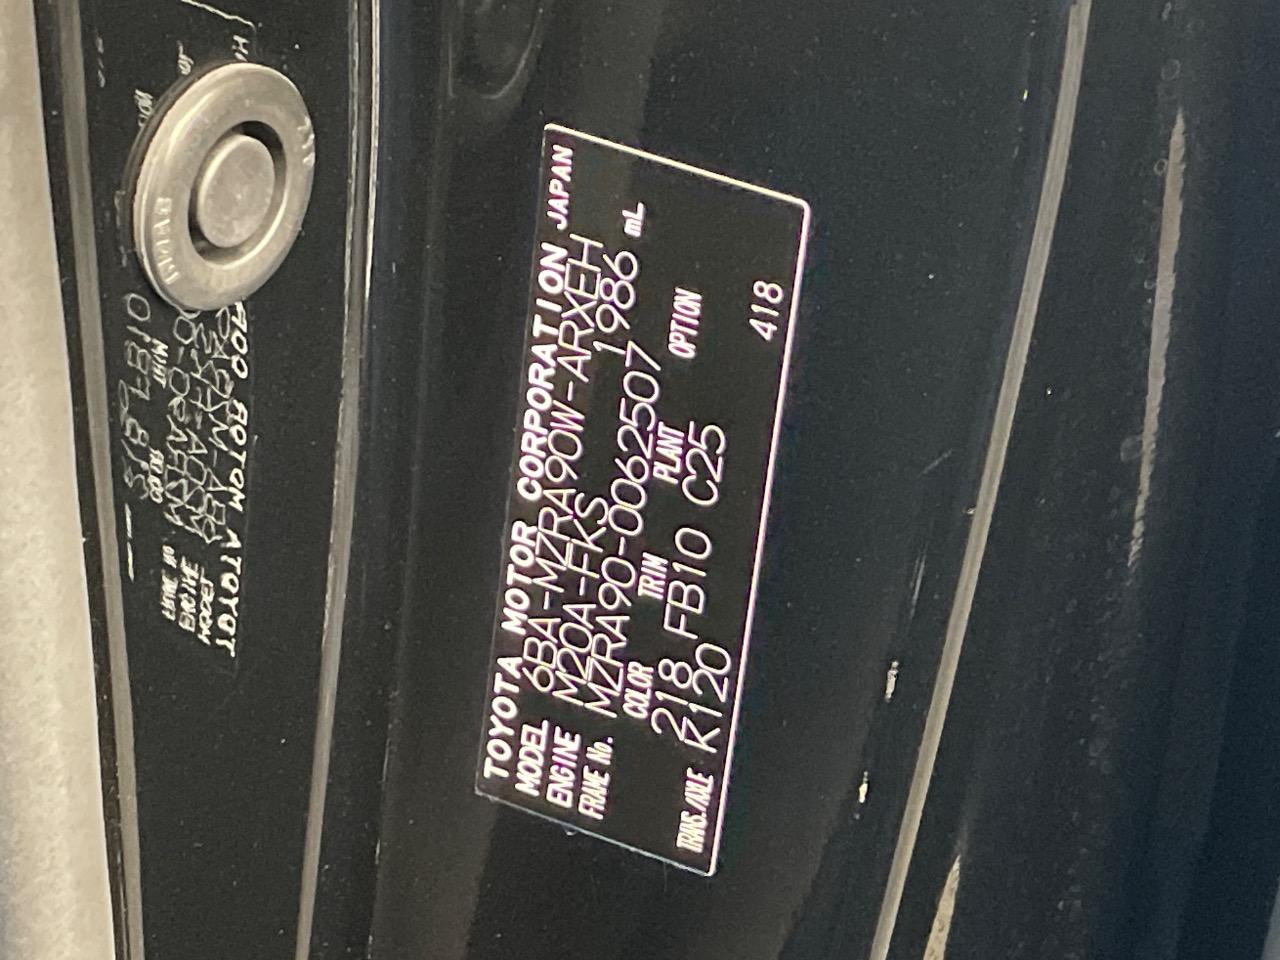 TOYOTA MOTOR CORPORATION JAPAN
MODEL 6BA-MZRA90W-ARXEH
ENGINE M20A-FKS 1986 mL
FRAME No. MZRA90-0062507
COLOR TRIM PLANT OPTION
218 FB10 C25
TRANS./AXLE K120 418